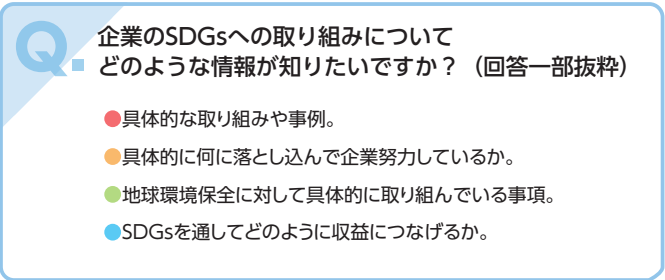 Q.
企業のSDGsへの取り組みについて
どのような情報が知りたいですか？（回答一部抜粋）
●具体的な取り組みや事例。
●具体的に何に落とし込んで企業努力しているか。
●地球環境保全に対して具体的に取り組んでいる事項。
●SDGsを通してどのように収益につなげるか。